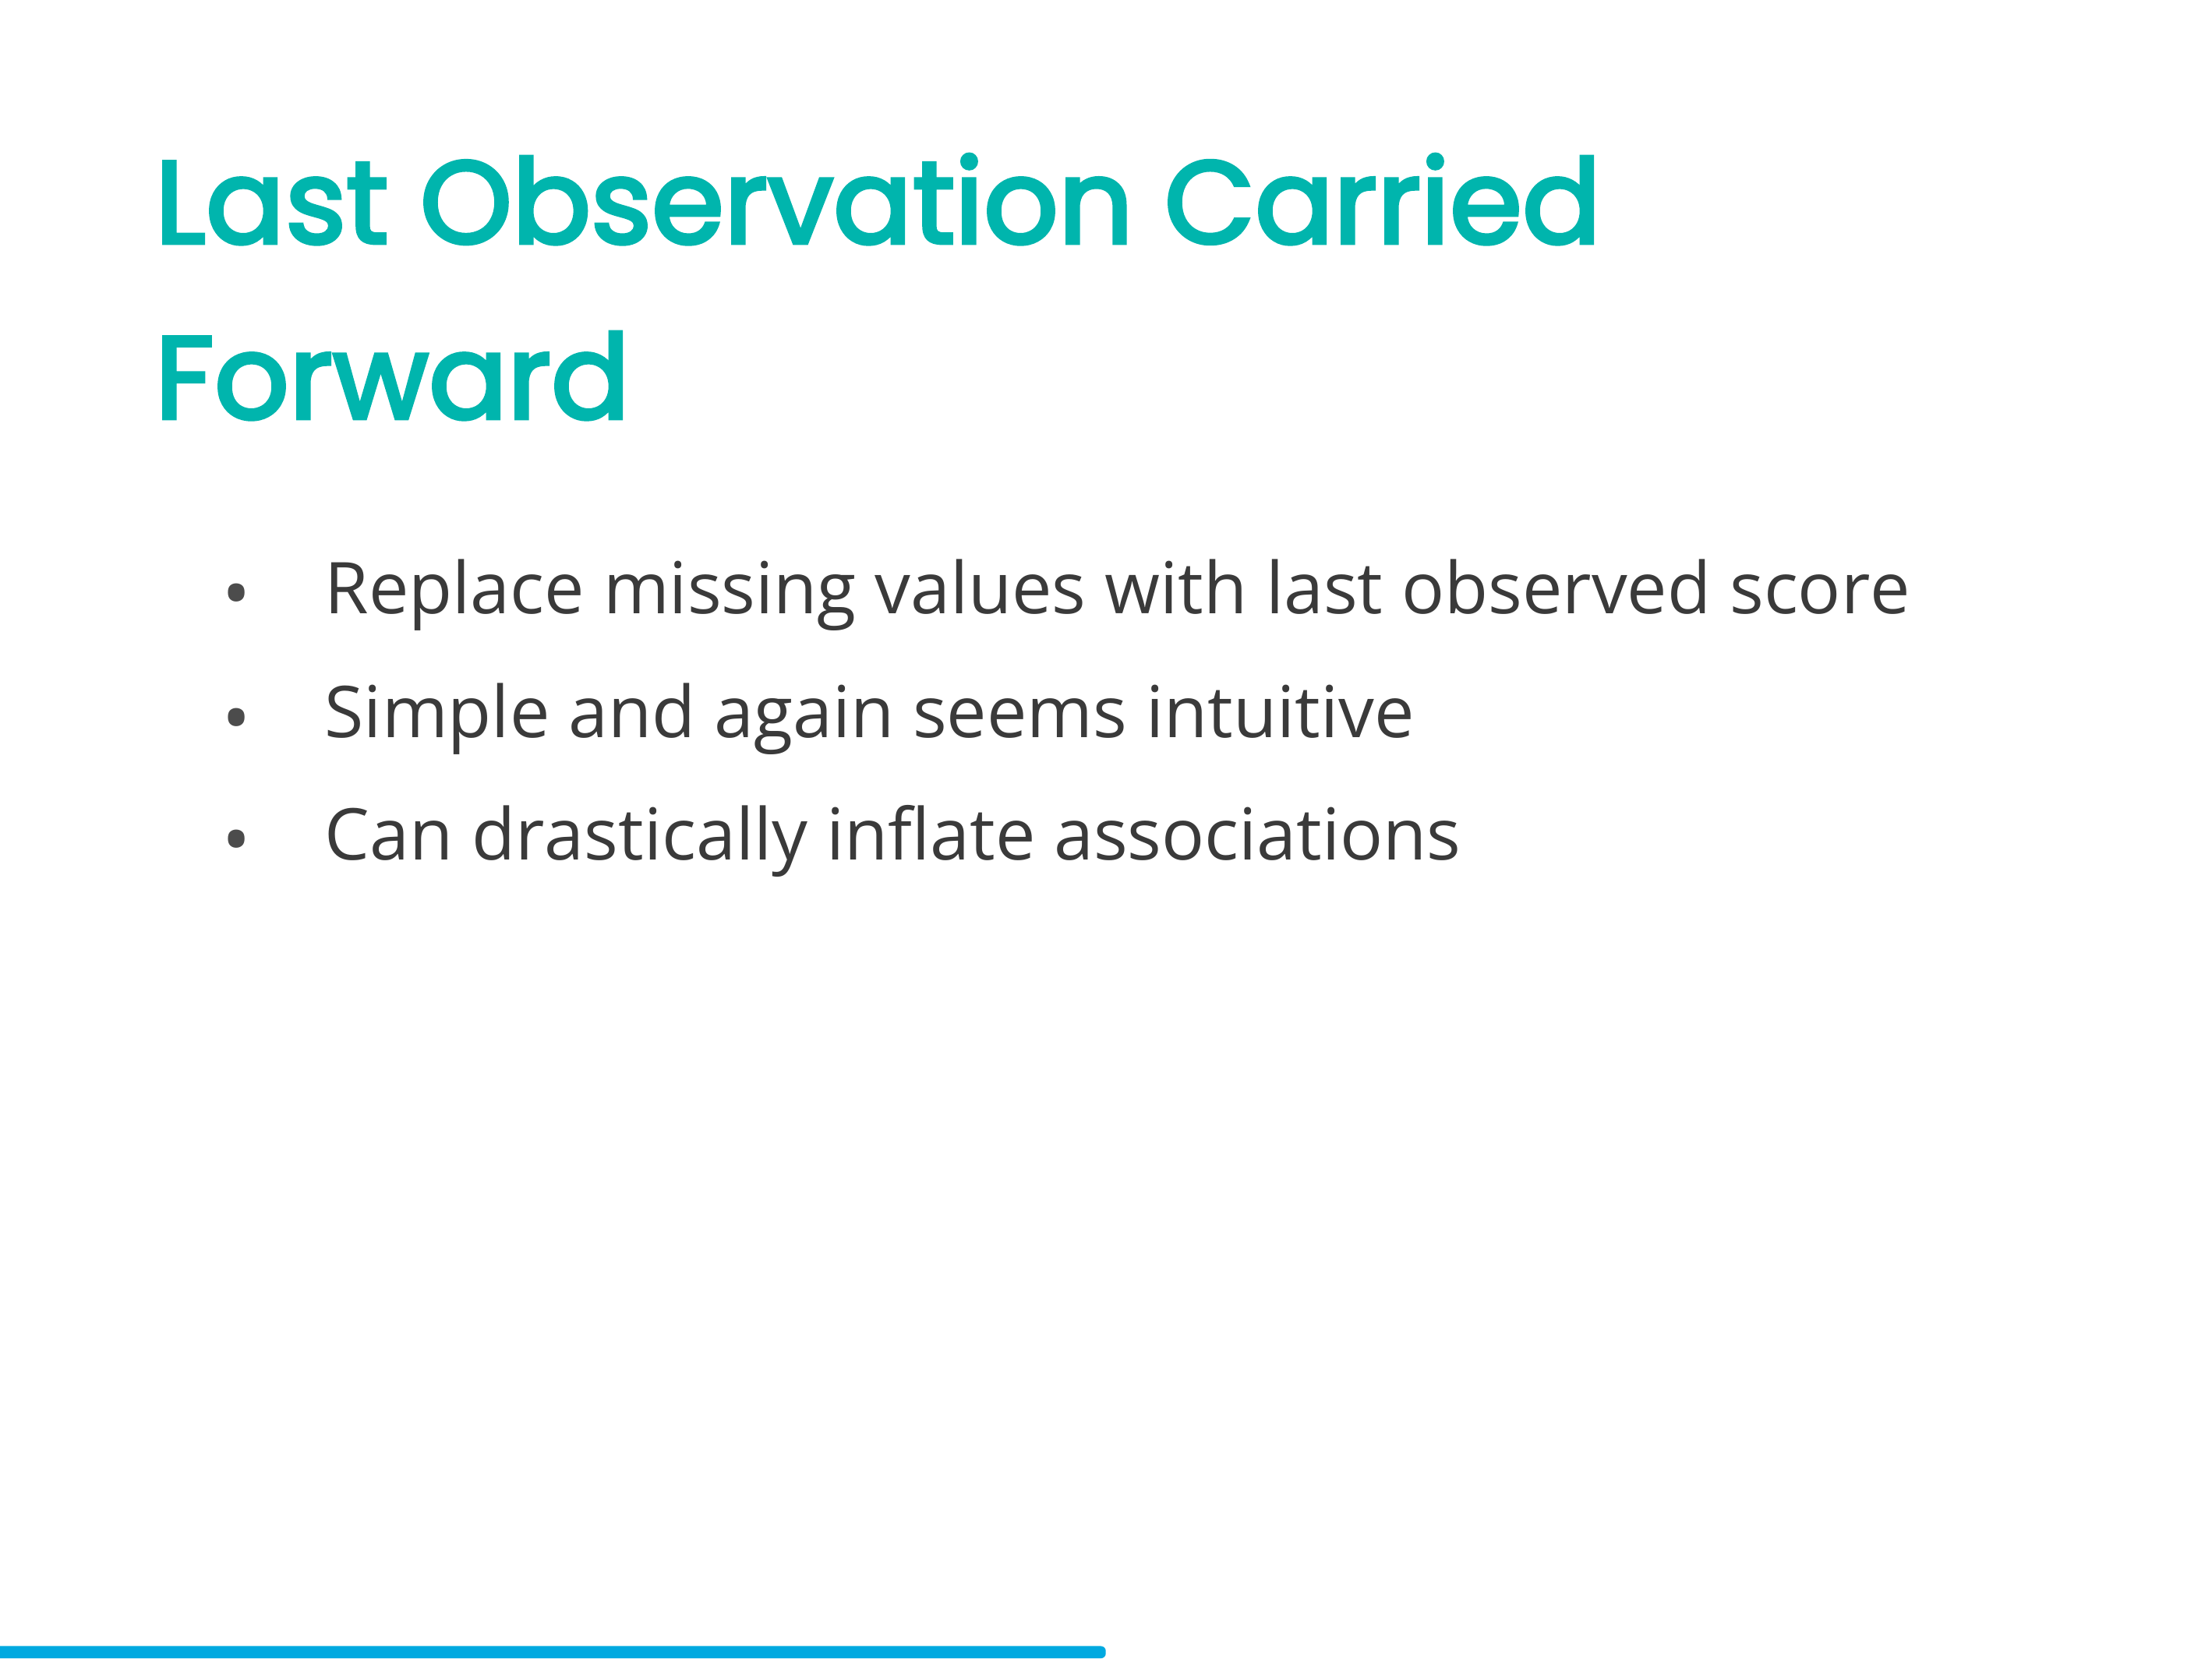 Last Observation Carried
Forward
• Replace missing values with last observed score
• Simple and again seems intuitive
• Can drastically inflate associations